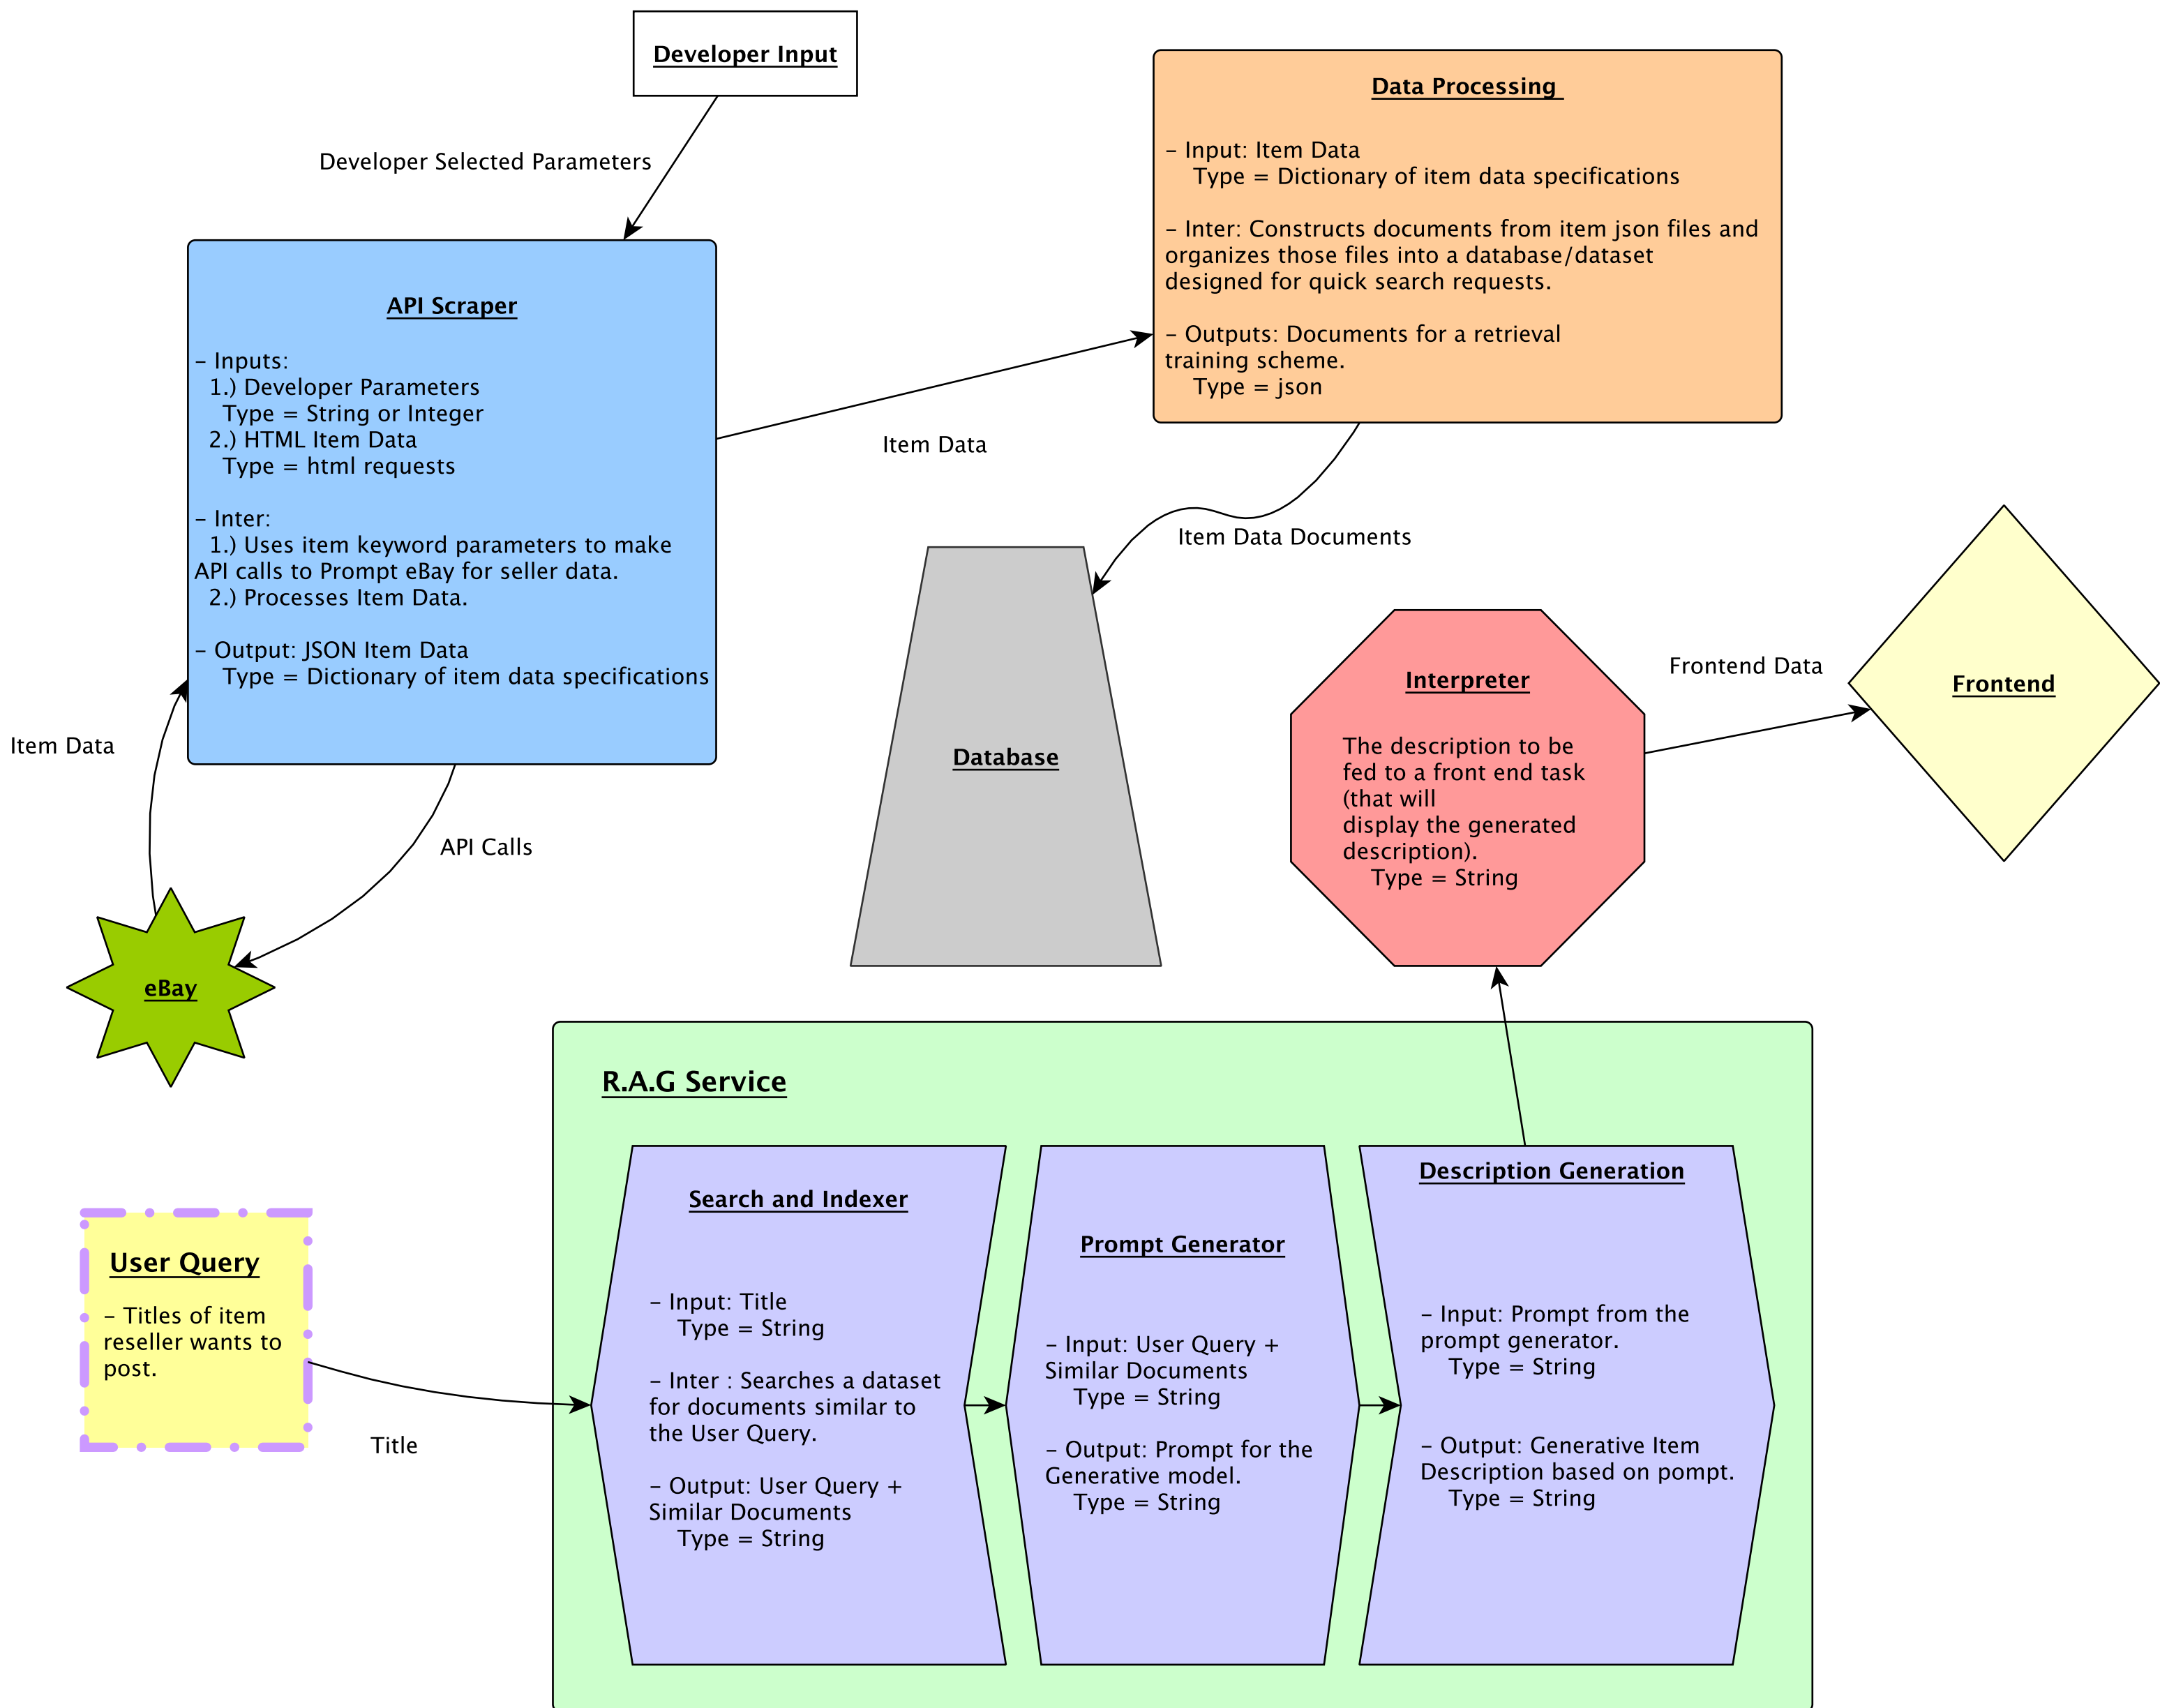 Developer Input
Developer Selected Parameters
Data Processing
- Input: Item Data
Type = Dictionary of item data specifications
- Inter: Constructs documents from item json files and
organizes those files into a database/dataset
designed for quick search requests.
- Outputs: Documents for a retrieval
training scheme.
Type = json
API Scraper
- Inputs:
1.) Developer Parameters
Type = String or Integer
2.) HTML Item Data
Type = html requests
- Inter:
1.) Uses item keyword parameters to make
API calls to Prompt eBay for seller data.
2.) Processes Item Data.
- Output: JSON Item Data
Type = Dictionary of item data specifications
Item Data
Item Data Documents
Item Data
API Calls
eBay
Database
Interpreter
The description to be
fed to a front end task
(that will
display the generated
description).
Type = String
Frontend Data
Frontend
R.A.G Service
User Query
- Titles of item
reseller wants to
post.
Title
Search and Indexer
- Input: Title
Type = String
- Inter : Searches a dataset
for documents similar to
the User Query.
- Output: User Query +
Similar Documents
Type = String
Prompt Generator
- Input: User Query +
Similar Documents
Type = String
- Output: Prompt for the
Generative model.
Type = String
Description Generation
- Input: Prompt from the
prompt generator.
Type = String
- Output: Generative Item
Description based on pompt.
Type = String